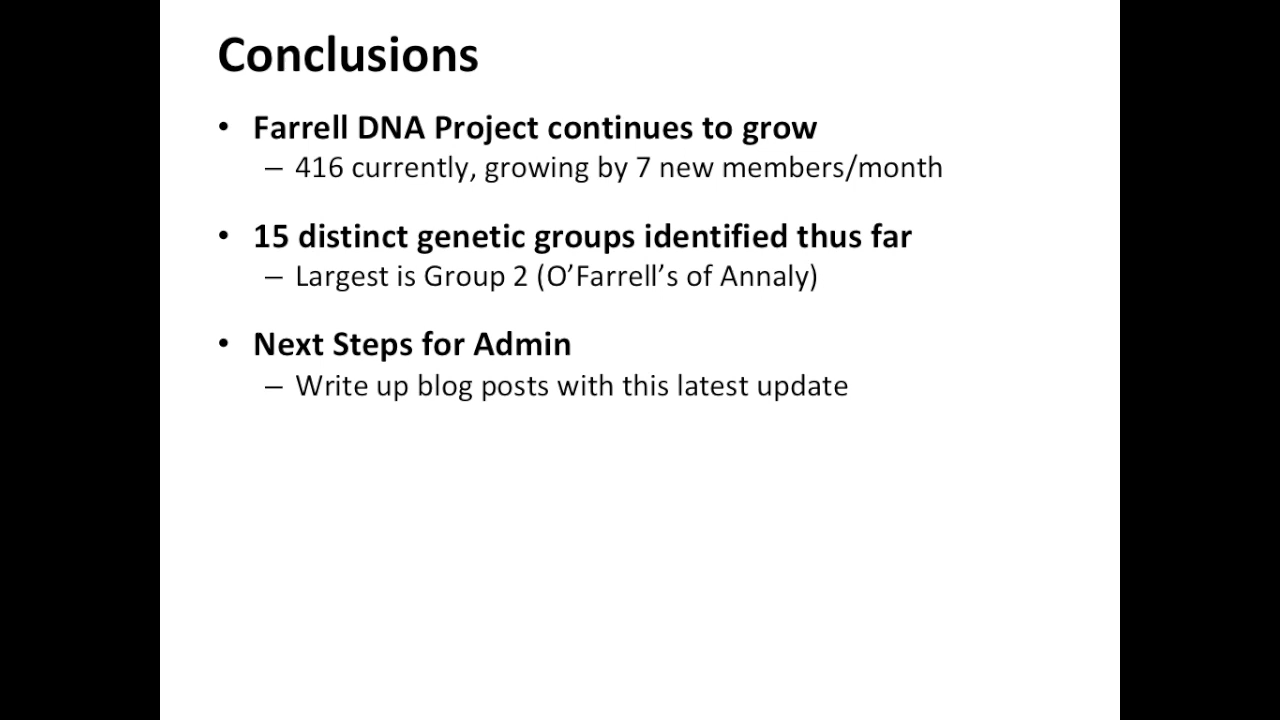 Conclusions
• Farrell DNA Project continues to grow
– 416 currently, growing by 7 new members/month
• 15 distinct genetic groups identified thus far
– Largest is Group 2 (O’Farrell’s of Annaly)
• Next Steps for Admin
– Write up blog posts with this latest update